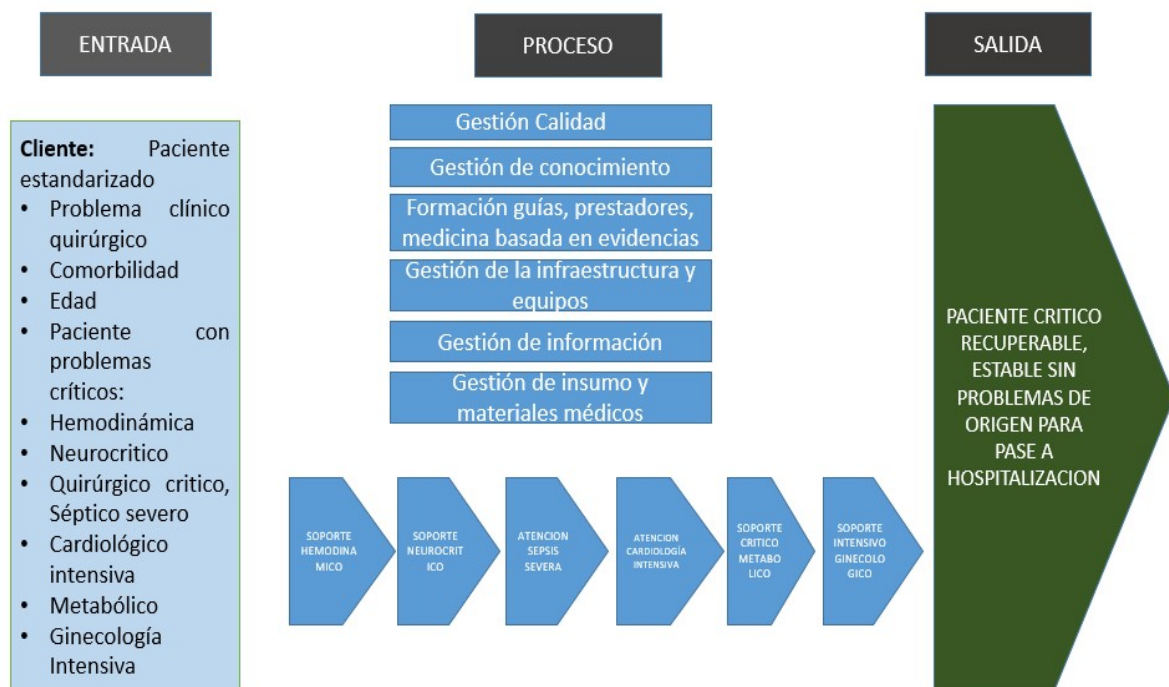 ENTRADA
PROCESO
SALIDA
Cliente: Paciente
estandarizado
• Problema clínico
quirúrgico
• Comorbilidad
• Edad
• Paciente con
problemas
críticos:
• Hemodinámica
• Neurocritico
• Quirúrgico critico,
Séptico severo
• Cardiológico
intensiva
• Metabólico
• Ginecología
Intensiva
Gestión Calidad
Gestión de conocimiento
Formación guías, prestadores,
medicina basada en evidencias
Gestión de la infraestructura y
equipos
Gestión de información
Gestión de insumo y
materiales médicos
SOPORTE
HEMODINA
MICO
SOPORTE
NEUROCRIT
ICO
ATENCION
SEPSIS
SEVERA
ATENCION
CARDIOLOGÍA
INTENSIVA
SOPORTE
CRITICO
METABO
LICO
SOPORTE
INTENSIVO
GINECOLO
GICO
PACIENTE CRITICO
RECUPERABLE,
ESTABLE SIN
PROBLEMAS DE
ORIGEN PARA
PASE A
HOSPITALIZACION